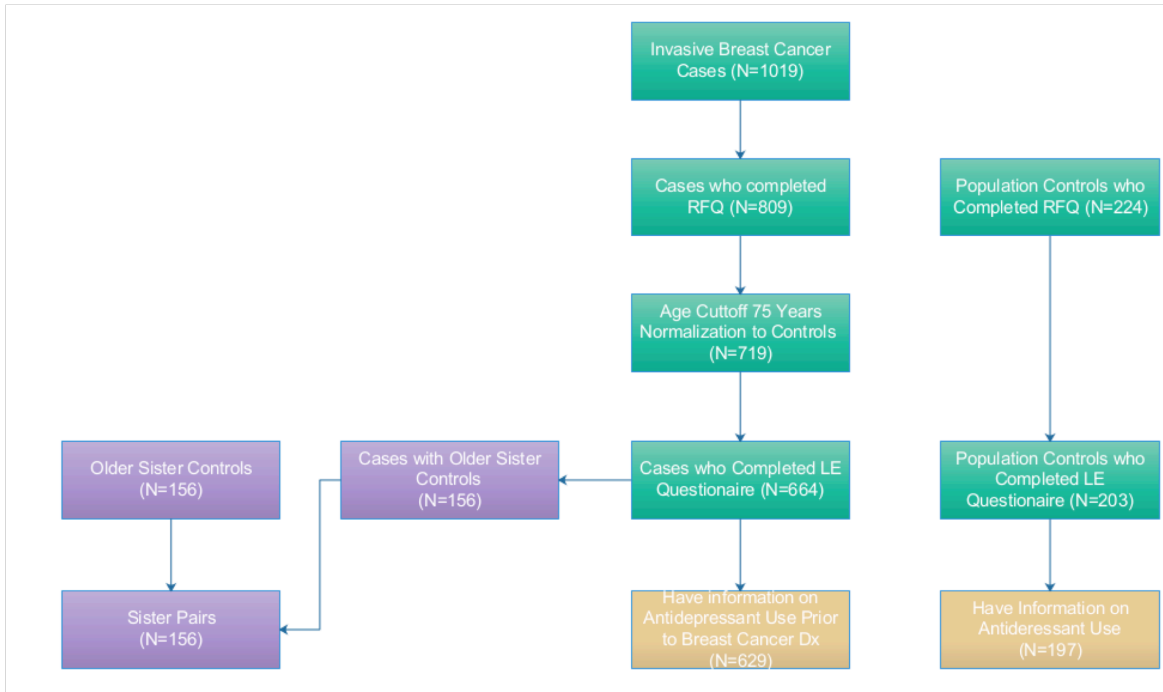 Invasive Breast Cancer
Cases (N=1019)
Cases who completed
RFQ (N=809)
Population Controls who
Completed RFQ (N=224)
Age Cuttoff 75 Years
Normalization to Controls
(N=719)
Older Sister Controls
(N=156)
Cases with Older Sister
Controls
(N=156)
Cases who Completed LE
Questionaire (N=664)
Population Controls who
Completed LE
Questionaire (N=203)
Sister Pairs
(N=156)
Have information on
Antidepressant Use Prior
to Breast Cancer Dx
(N=629)
Have Information on
Antideressant Use
(N=197)